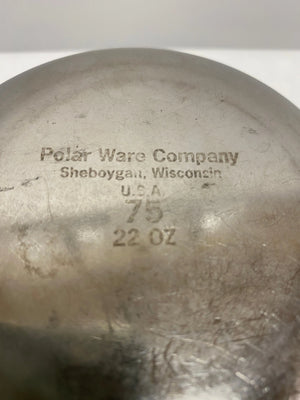 Polar Ware Company
Sheboygan, Wisconsin
U.S.A.
75
22 OZ